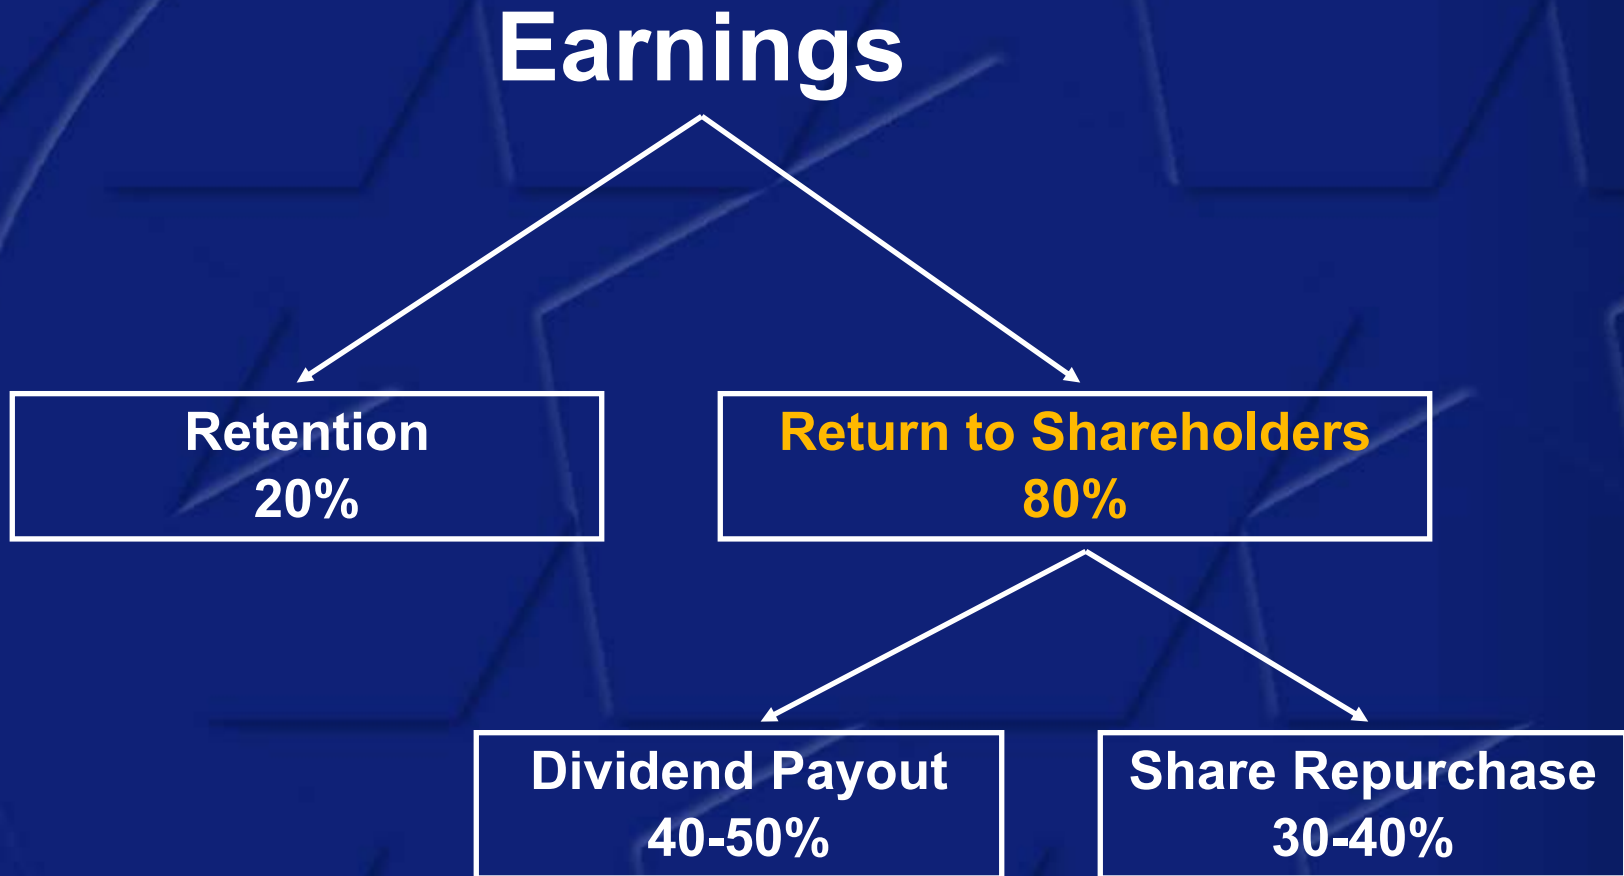 Earnings
Retention
20%
Return to Shareholders
80%
Dividend Payout
40-50%
Share Repurchase
30-40%